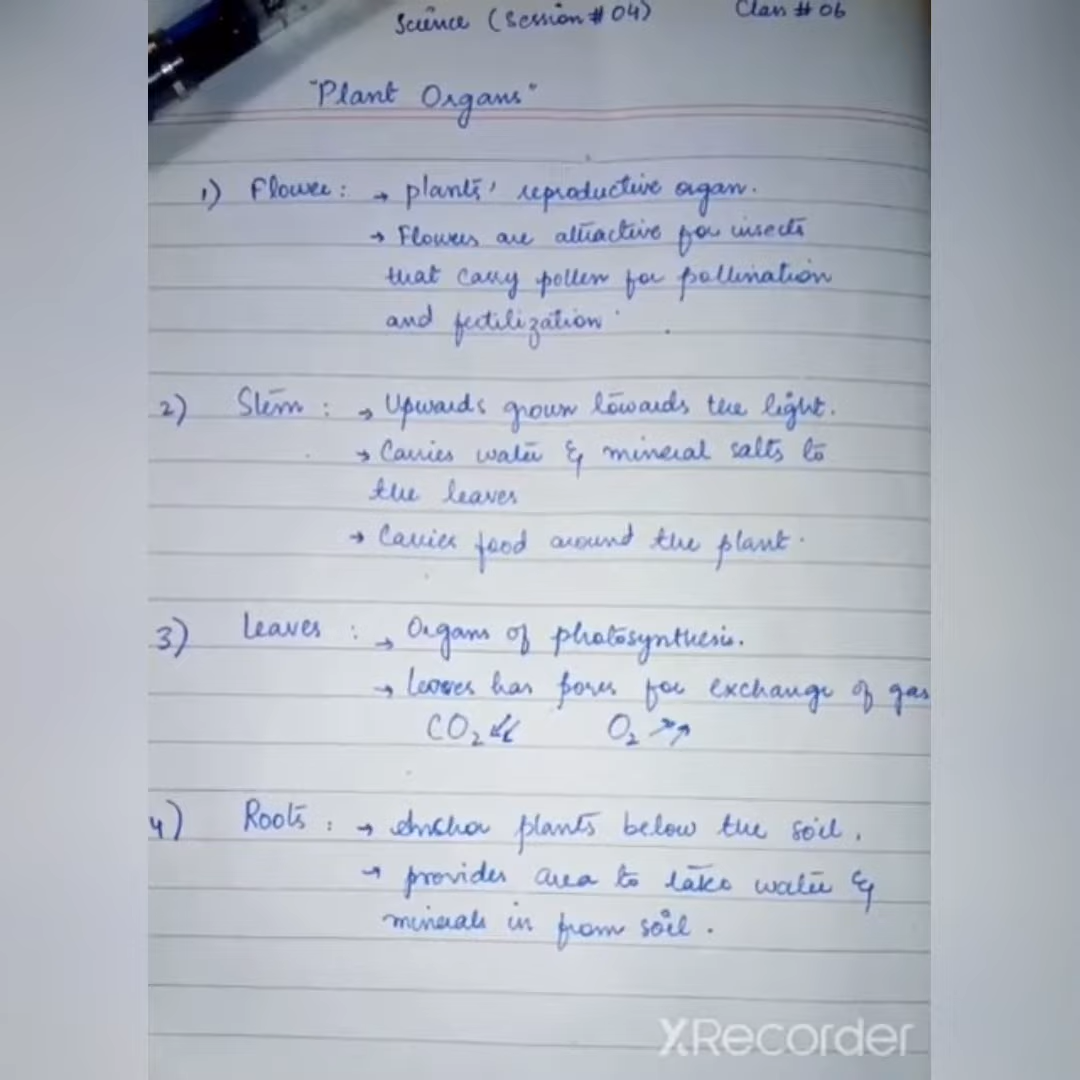 Science (Session # 04) Class # 06
"Plant Organs"
1) Flower: → plants' reproductive organ.
→ Flowers are attractive for insects
that carry pollen for pollination
and fertilization
2) Stem : → Upwards grown towards the light.
→ Carries water & mineral salts to
the leaves
→ Carries food around the plant.
3) Leaves : → Organs of photosynthesis.
→ Leaves has pores for exchange of gas
CO₂ ↙↙ O₂ ↗↗
4) Roots : → Anchor plants below the soil.
→ provides area to take water &
minerals in from soil.
XRecorder